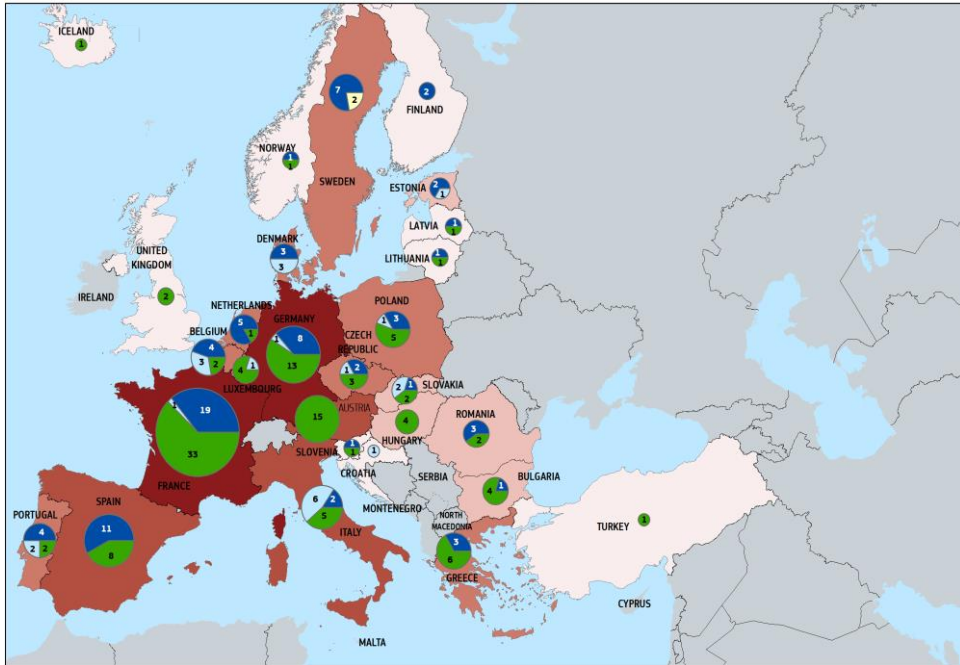 ICELAND
1
7
2
2
FINLAND
NORWAY
1
1
SWEDEN
ESTONIA
2
1
LATVIA
1
1
DENMARK
3
3
LITHUANIA
1
1
UNITED
KINGDOM
2
IRELAND
NETHERLANDS
5
1
BELGIUM
4
3
2
GERMANY
1
8
13
POLAND
1
3
5
CZECH
REPUBLIC
1
2
3
4
1
LUXEMBOURG
SLOVAKIA
2
1
2
AUSTRIA
15
1
19
33
FRANCE
HUNGARY
4
ROMANIA
3
2
SLOVENIA
1
1
1
CROATIA
SERBIA
BULGARIA
4
1
MONTENEGRO
NORTH
MACEDONIA
6
2
5
ITALY
SPAIN
11
8
PORTUGAL
4
2
2
3
6
GREECE
TURKEY
1
CYPRUS
MALTA